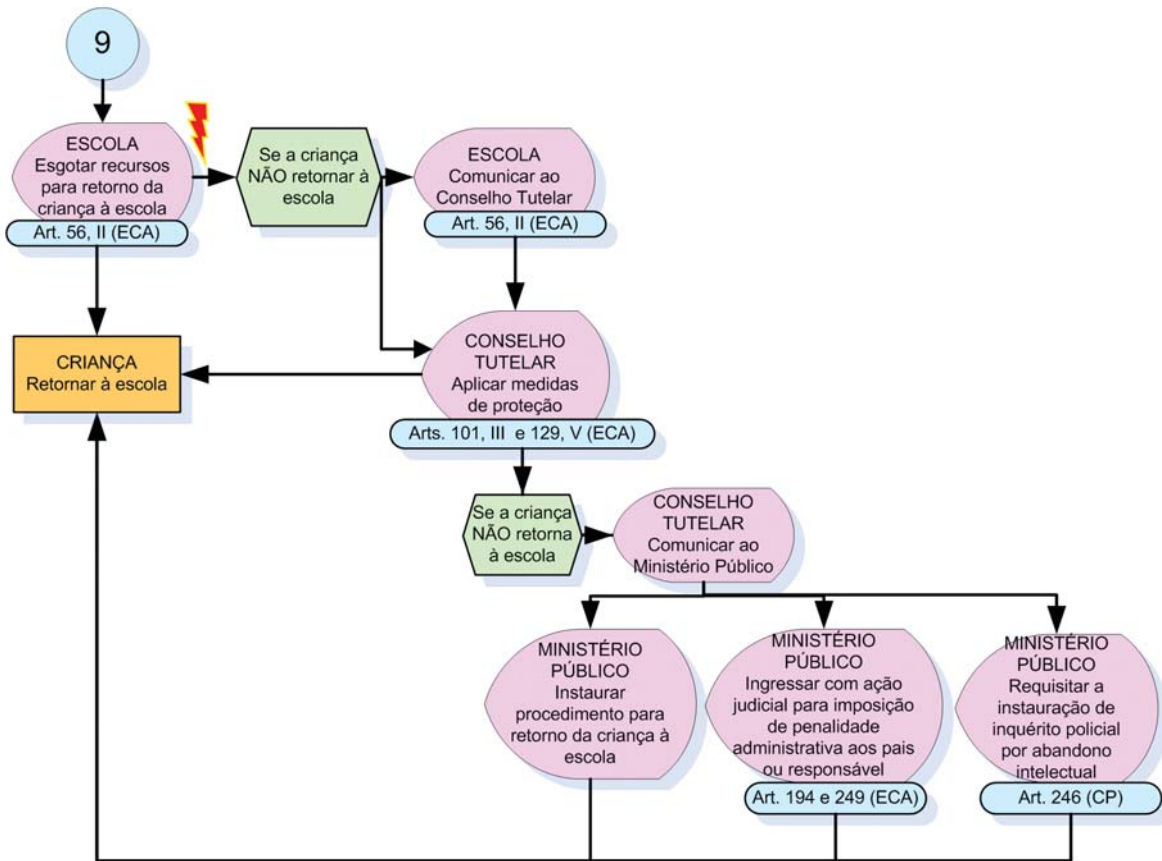 9
ESCOLA
Esgotar recursos
para retorno da
criança à escola
Art. 56, II (ECA)
Se a criança
NÃO retornar à
escola
ESCOLA
Comunicar ao
Conselho Tutelar
Art. 56, II (ECA)
CRIANÇA
Retornar à escola
CONSELHO
TUTELAR
Aplicar medidas
de proteção
Arts. 101, III e 129, V (ECA)
Se a criança
NÃO retorna
à escola
CONSELHO
TUTELAR
Comunicar ao
Ministério Público
MINISTÉRIO
PÚBLICO
Instaurar
procedimento para
retorno da criança à
escola
MINISTÉRIO
PÚBLICO
Ingressar com ação
judicial para imposição
de penalidade
administrativa aos pais
ou responsável
Art. 194 e 249 (ECA)
MINISTÉRIO
PÚBLICO
Requisitar a
instauração de
inquérito policial
por abandono
intelectual
Art. 246 (CP)